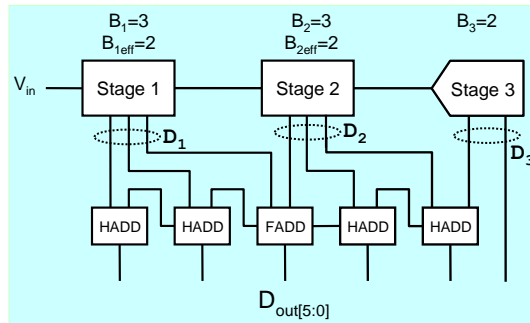 B1=3 B2=3 B3=2
B1eff=2 B2eff=2
Vin Stage 1 Stage 2 Stage 3
D1 D2 D3
HADD HADD FADD HADD HADD
Dout[5:0]